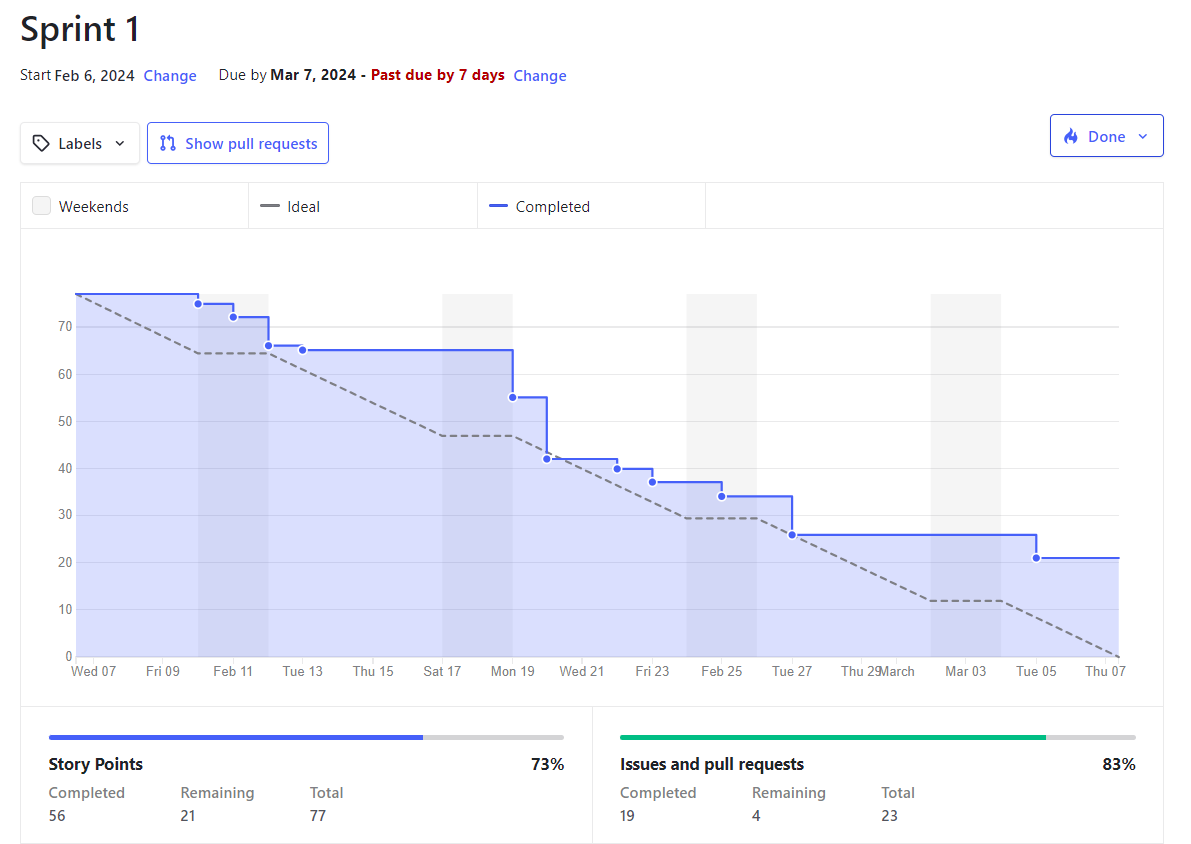 Sprint 1
Start Feb 6, 2024 Change Due by Mar 7, 2024 - Past due by 7 days Change
Labels Show pull requests Done
Weekends Ideal Completed
70
60
50
40
30
20
10
0
Wed 07 Fri 09 Feb 11 Tue 13 Thu 15 Sat 17 Mon 19 Wed 21 Fri 23 Feb 25 Tue 27 Thu 29 March Mar 03 Tue 05 Thu 07
Story Points 73%
Completed Remaining Total
56 21 77
Issues and pull requests 83%
Completed Remaining Total
19 4 23